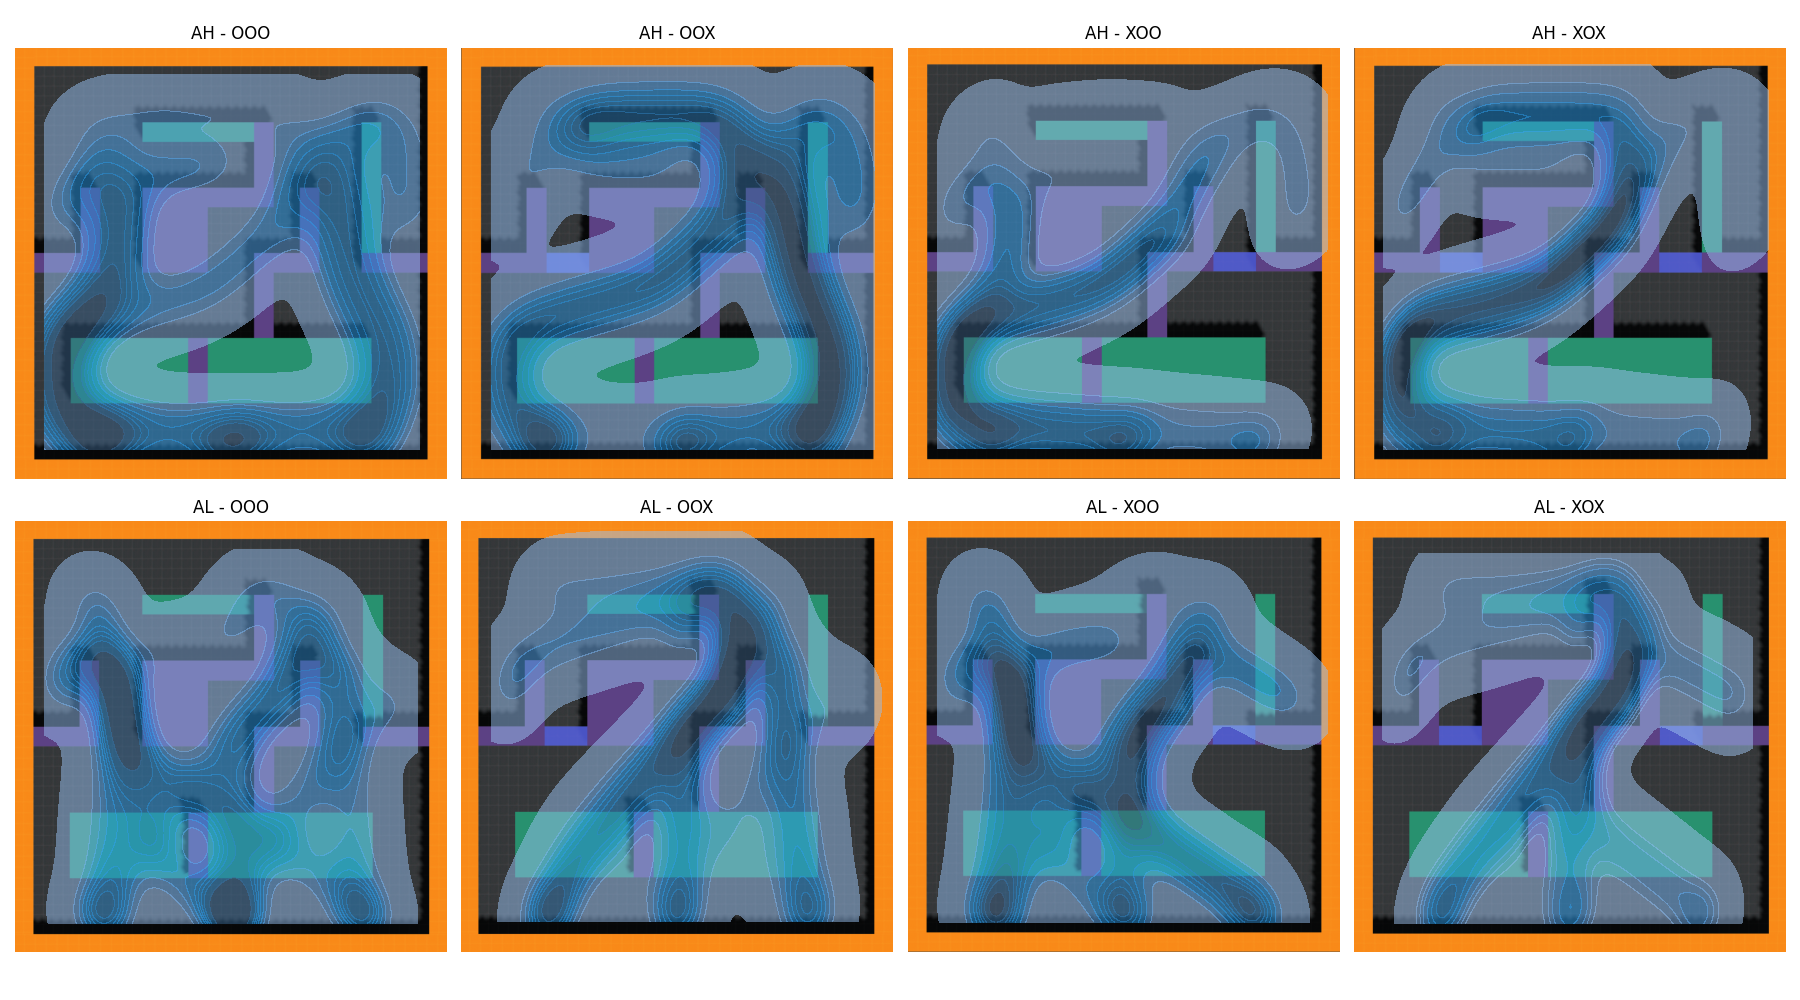 AH - OOO
AH - OOX
AH - XOO
AH - XOX
AL - OOO
AL - OOX
AL - XOO
AL - XOX